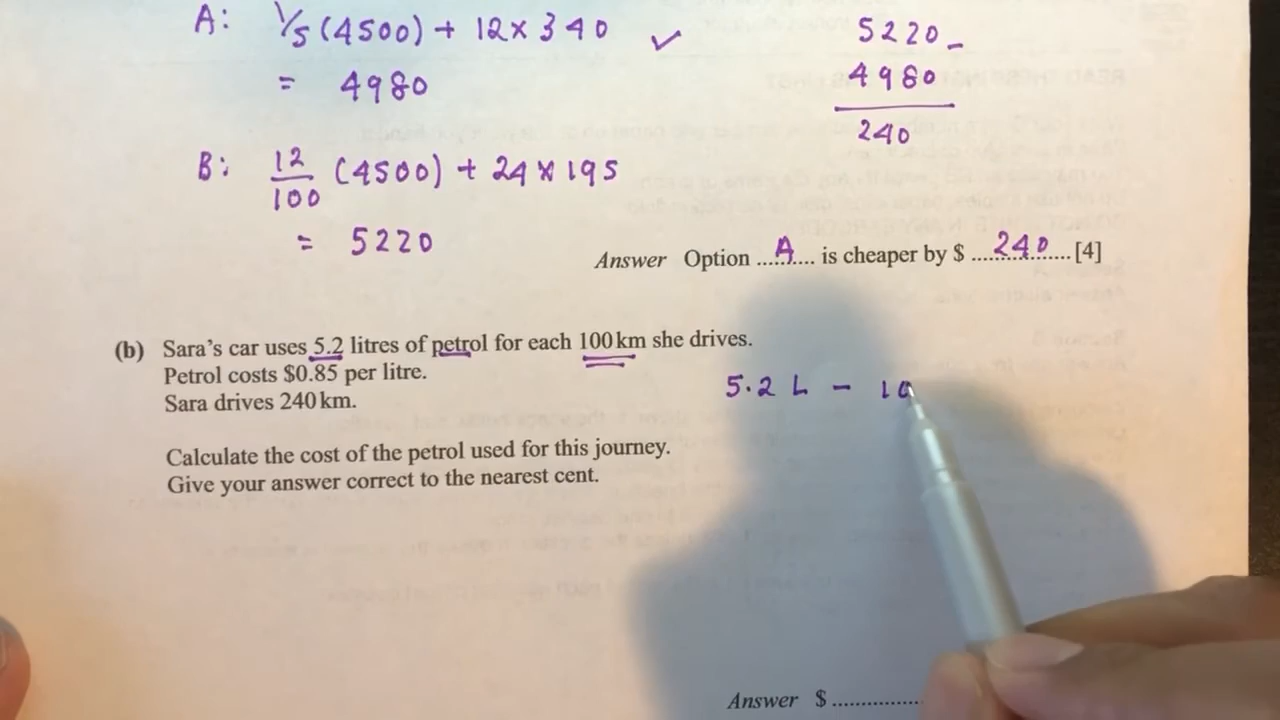 A: 1/5 (4500) + 12 × 340 ✓
= 4980
5220 -
4980
240
B: 12/100 (4500) + 24 × 195
= 5220
Answer Option ....A.... is cheaper by $ ....240.... [4]
(b) Sara's car uses 5.2 litres of petrol for each 100 km she drives.
Petrol costs $0.85 per litre.
Sara drives 240 km.
5.2 L - 10
Calculate the cost of the petrol used for this journey.
Give your answer correct to the nearest cent.
Answer $ ...............